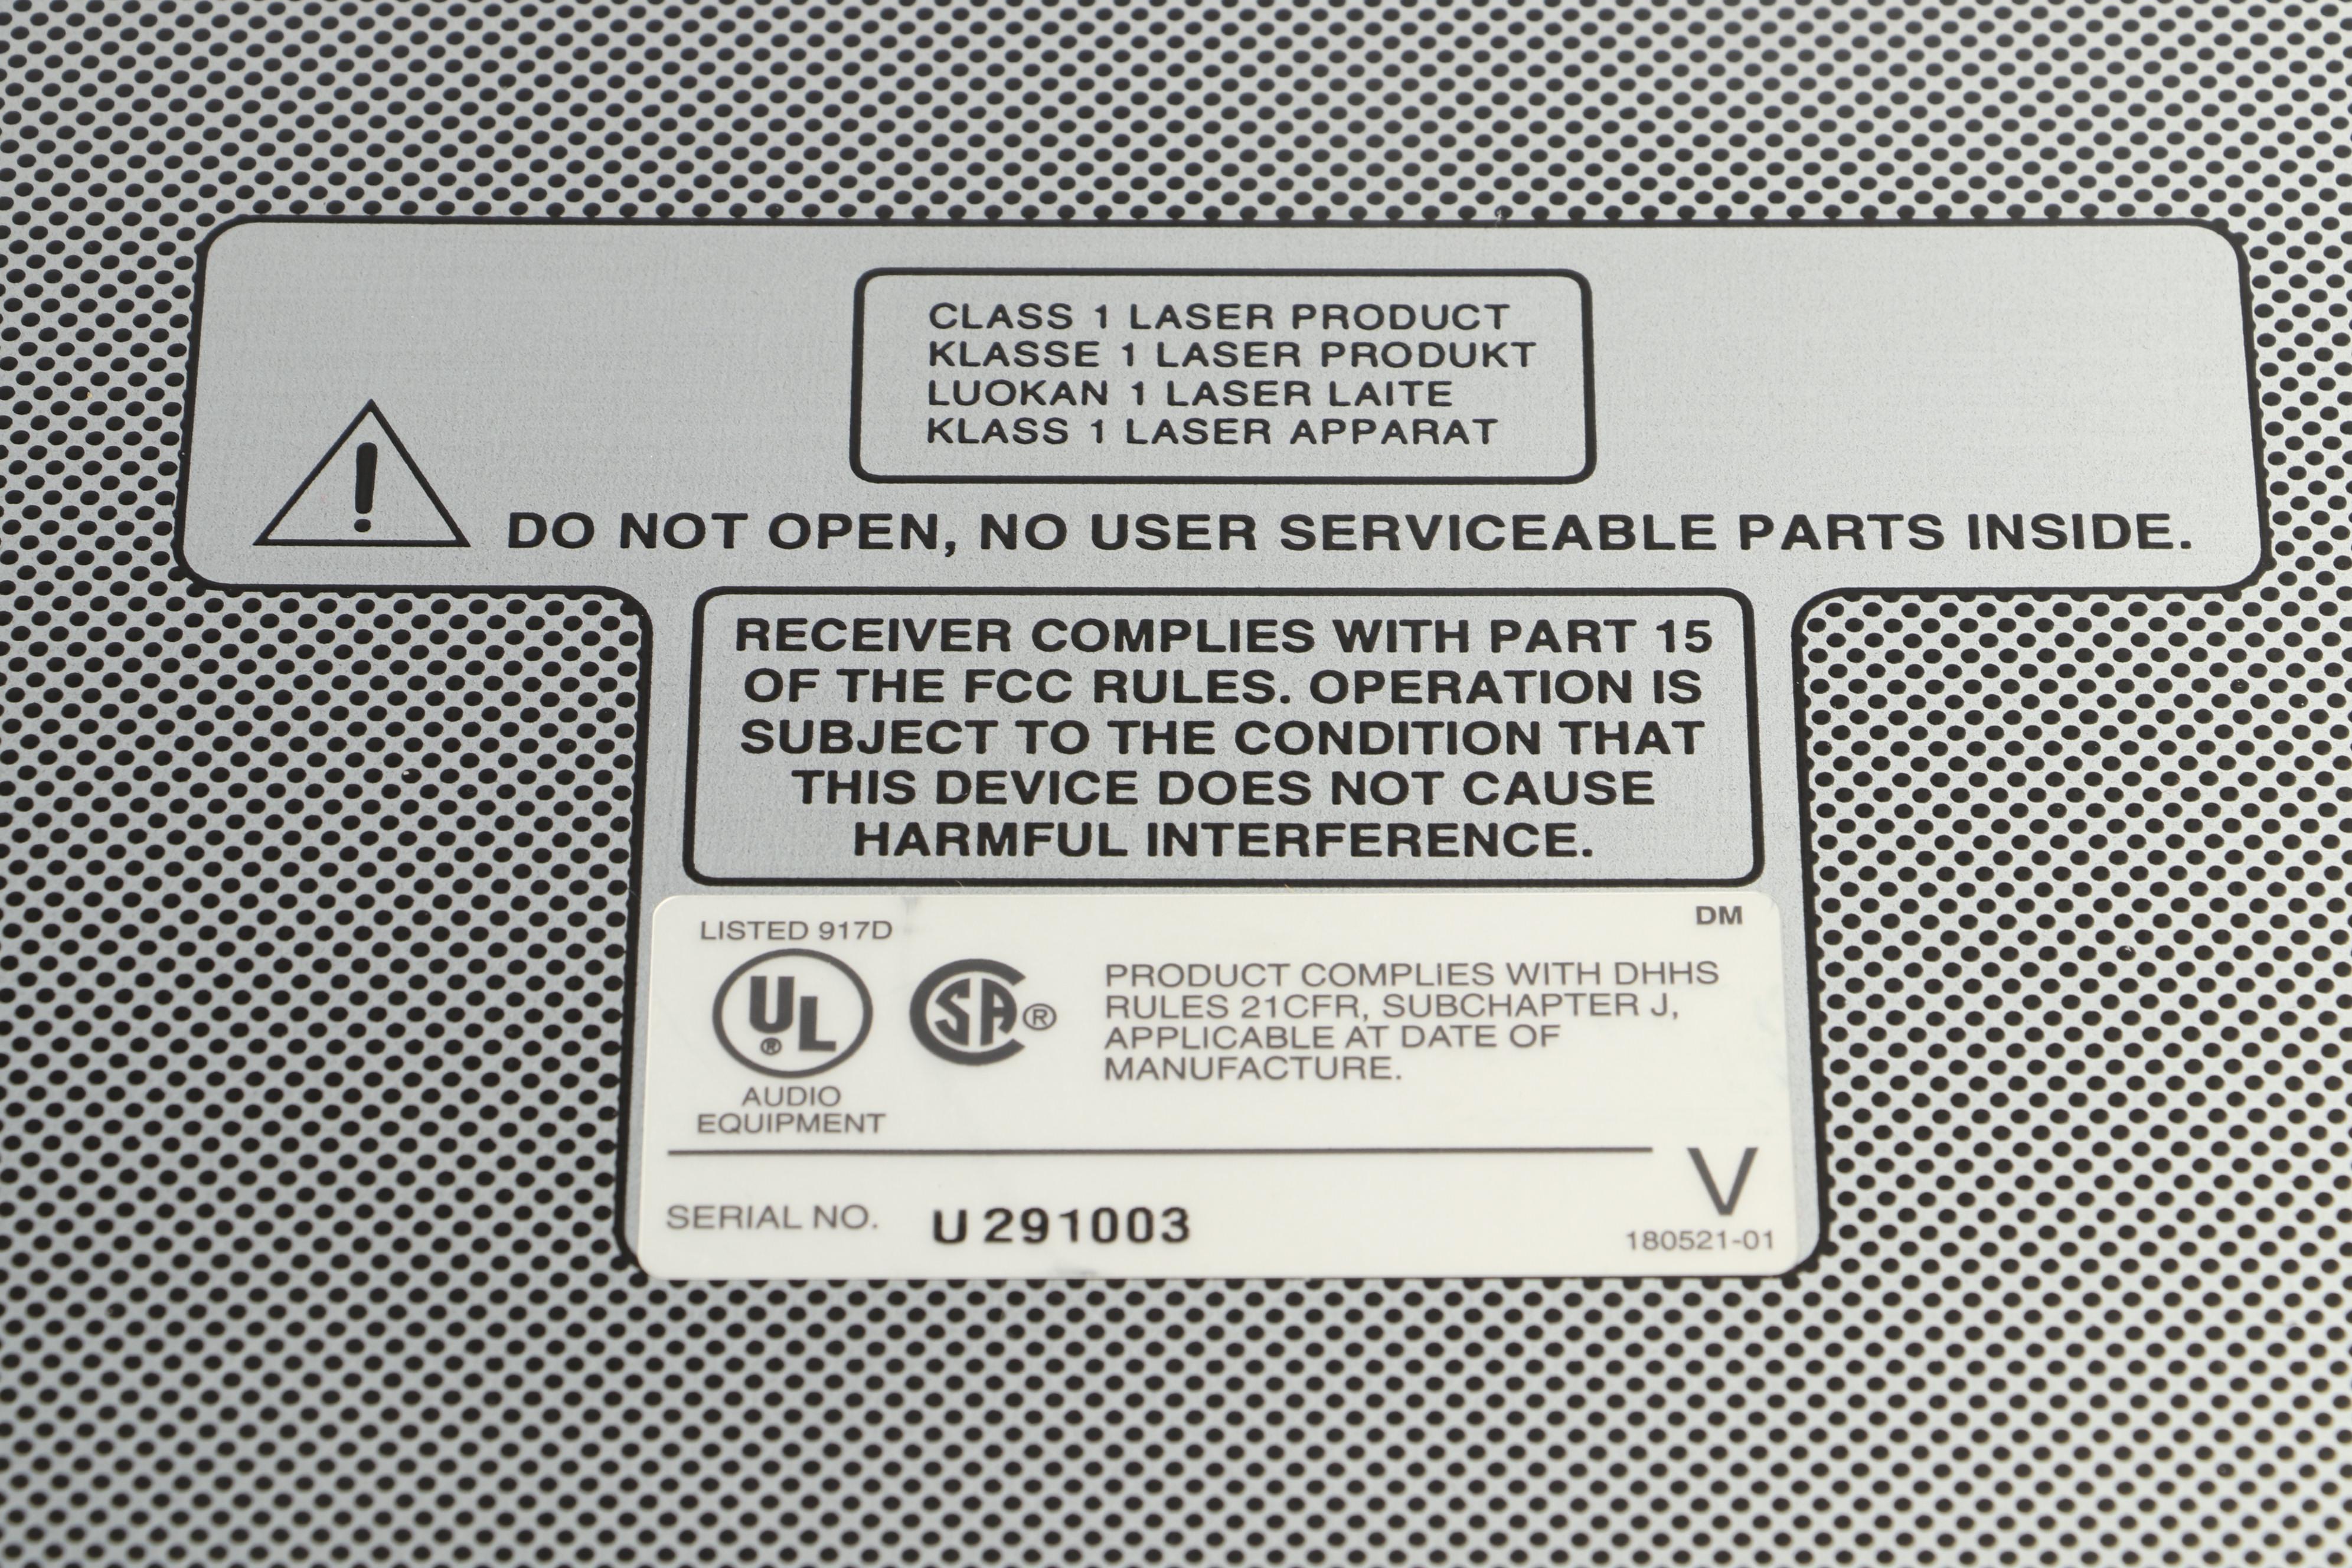 CLASS 1 LASER PRODUCT
KLASSE 1 LASER PRODUKT
LUOKAN 1 LASER LAITE
KLASS 1 LASER APPARAT
! DO NOT OPEN, NO USER SERVICEABLE PARTS INSIDE.
RECEIVER COMPLIES WITH PART 15
OF THE FCC RULES. OPERATION IS
SUBJECT TO THE CONDITION THAT
THIS DEVICE DOES NOT CAUSE
HARMFUL INTERFERENCE.
DM
LISTED 917D
UL ®
AUDIO
EQUIPMENT
SA ®
PRODUCT COMPLIES WITH DHHS
RULES 21CFR, SUBCHAPTER J,
APPLICABLE AT DATE OF
MANUFACTURE.
V
SERIAL NO. U 291003
180521-01